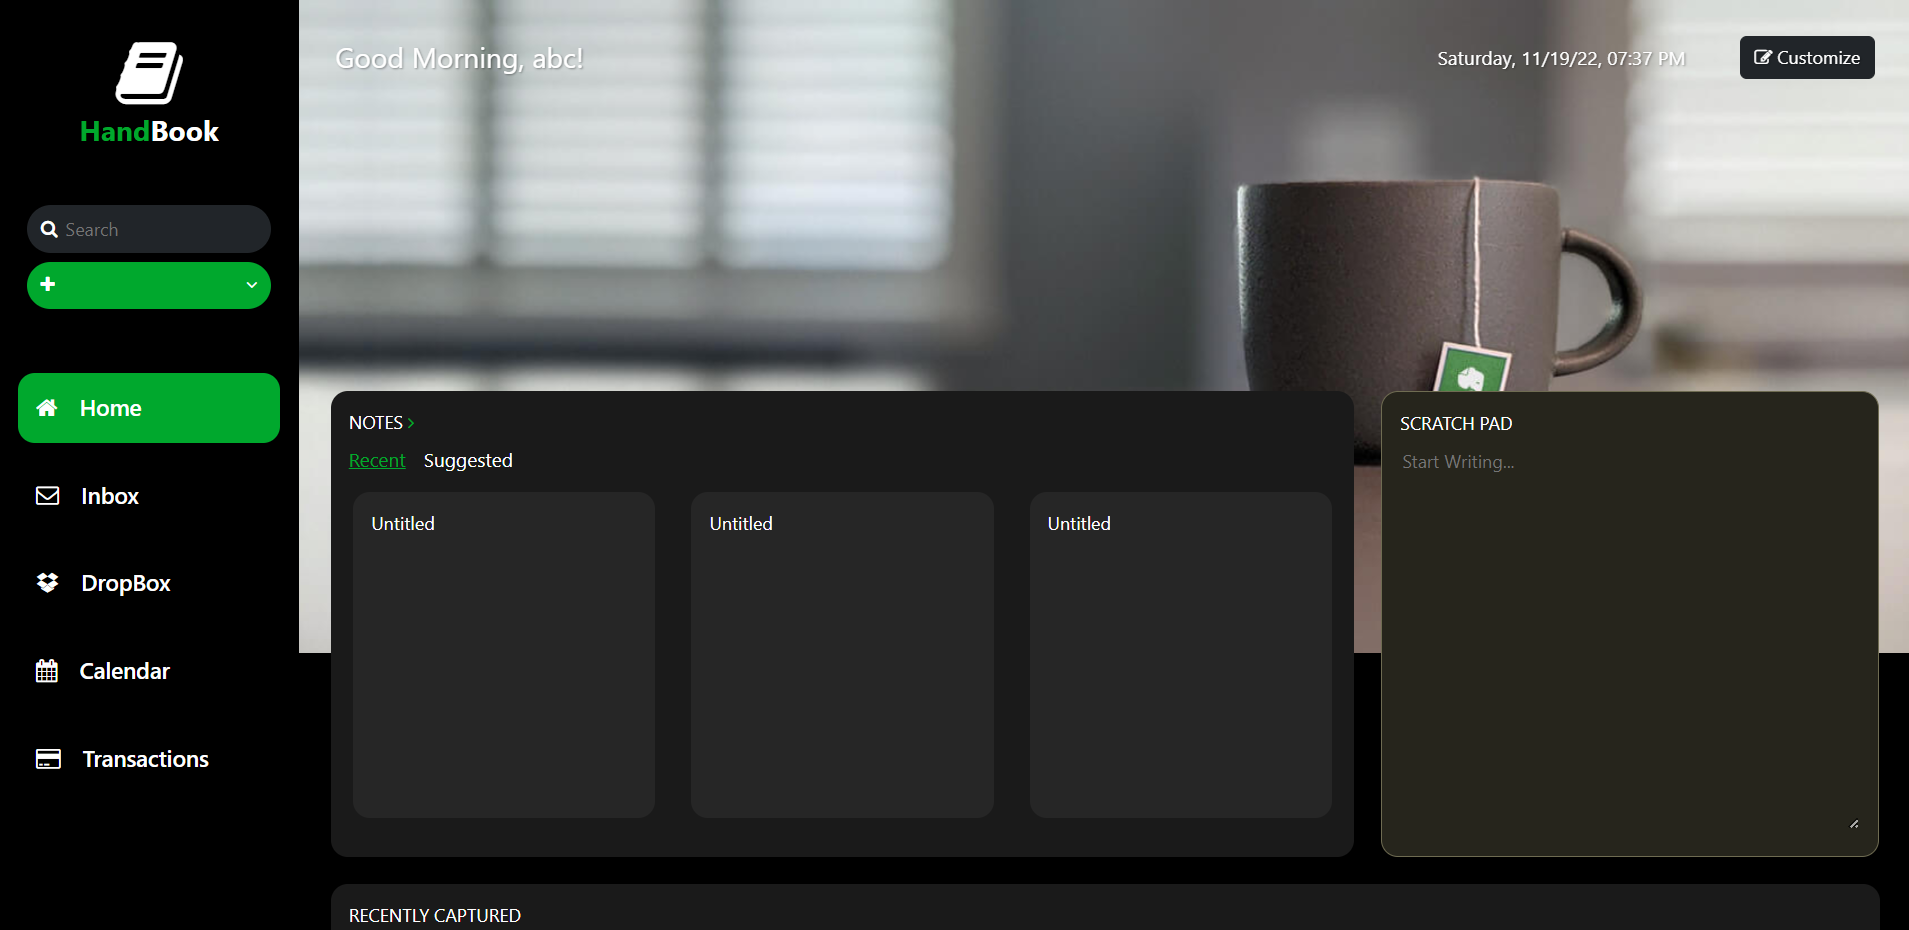 HandBook
Search
Home
Inbox
DropBox
Calendar
Transactions
Good Morning, abc!
Saturday, 11/19/22, 07:37 PM
Customize
NOTES
Recent Suggested
Untitled
Untitled
Untitled
SCRATCH PAD
Start Writing...
RECENTLY CAPTURED